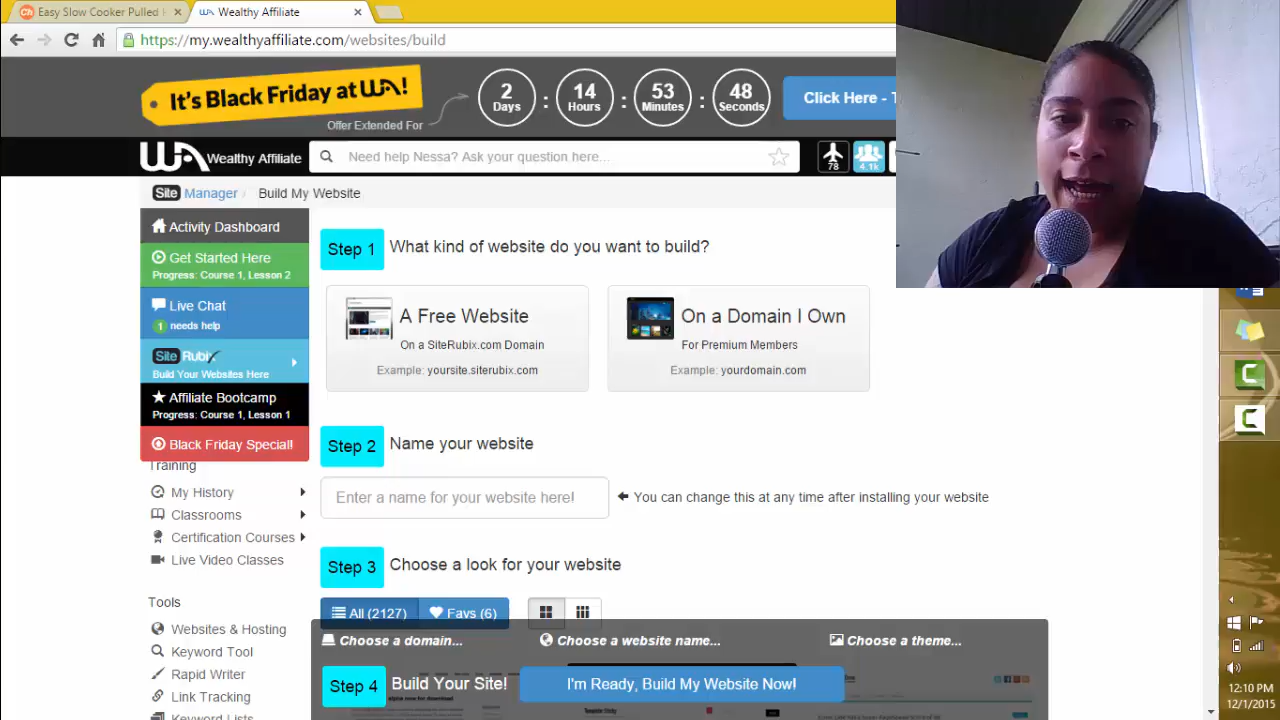 Easy Slow Cooker Pulled
Wealthy Affiliate
https://my.wealthyaffiliate.com/websites/build
It's Black Friday at WA!
Offer Extended For
2 Days : 14 Hours : 53 Minutes : 48 Seconds
Click Here -
WA Wealthy Affiliate
Need help Nessa? Ask your question here...
78
4.1k
Site Manager / Build My Website
Activity Dashboard
Get Started Here
Progress: Course 1, Lesson 2
Live Chat
1 needs help
Site Rubix
Build Your Websites Here
Affiliate Bootcamp
Progress: Course 1, Lesson 1
Black Friday Special!
Training
My History
Classrooms
Certification Courses
Live Video Classes
Tools
Websites & Hosting
Keyword Tool
Rapid Writer
Link Tracking
Keyword Lists
Step 1 What kind of website do you want to build?
A Free Website
On a SiteRubix.com Domain
Example: yoursite.siterubix.com
On a Domain I Own
For Premium Members
Example: yourdomain.com
Step 2 Name your website
Enter a name for your website here!
You can change this at any time after installing your website
Step 3 Choose a look for your website
All (2127) Favs (6)
Choose a domain... Choose a website name... Choose a theme...
Step 4 Build Your Site! I'm Ready, Build My Website Now!
12:10 PM
12/1/2015